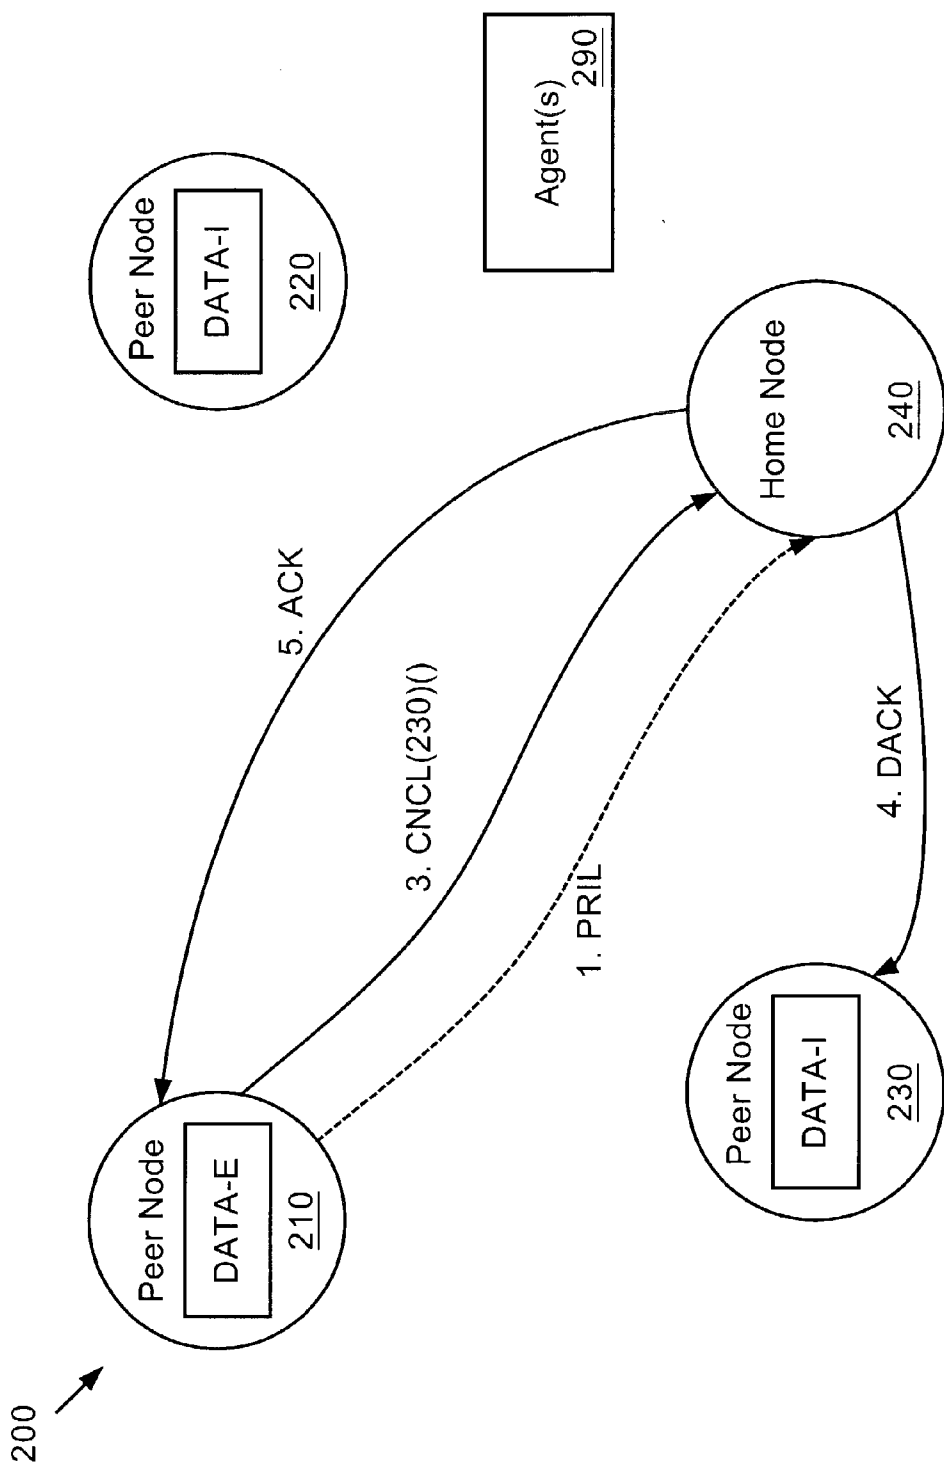 200
Peer Node
DATA-E
210
Peer Node
DATA-I
220
5. ACK
3. CNCL(230)()
1. PRIL
Agent(s)
290
Peer Node
DATA-I
230
4. DACK
Home Node
240